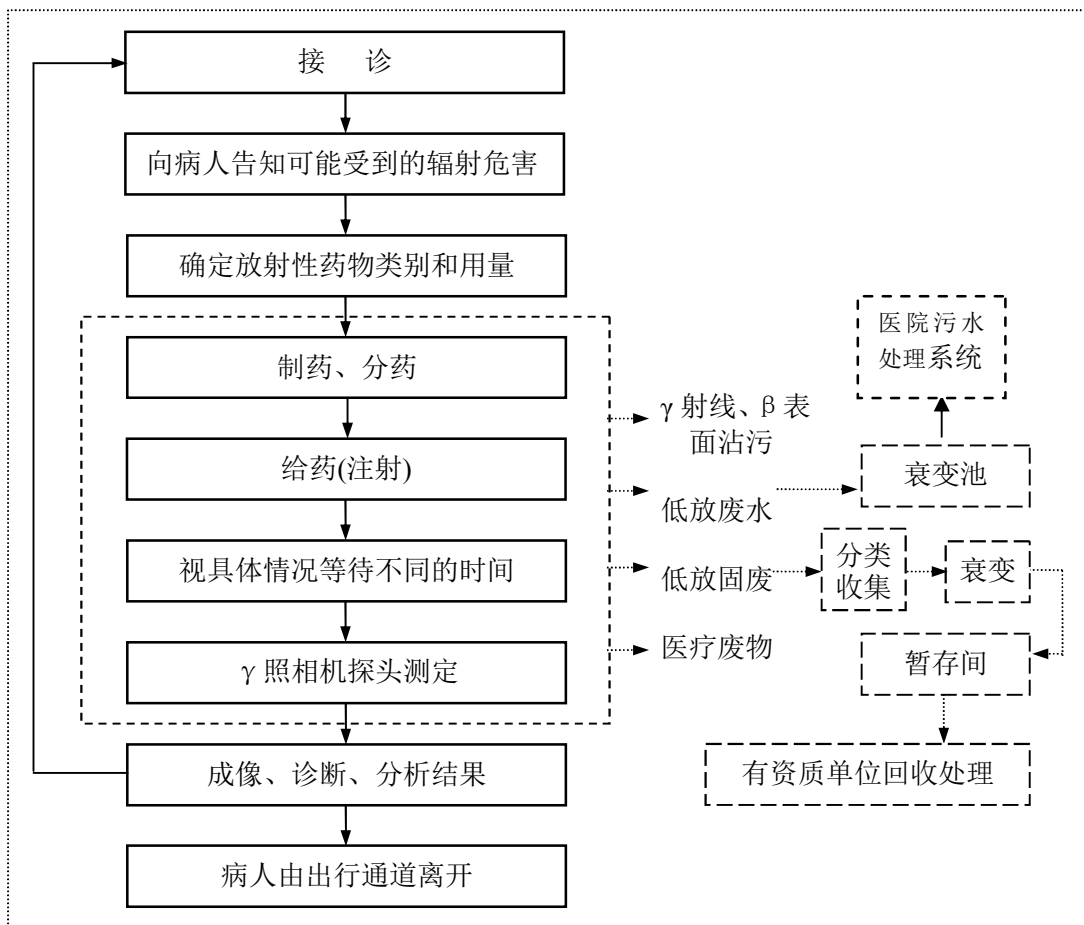 接 诊
向病人告知可能受到的辐射危害
确定放射性药物类别和用量
制药、分药
给药(注射)
视具体情况等待不同的时间
γ照相机探头测定
成像、诊断、分析结果
病人由出行通道离开
γ射线、β表
面沾污
低放废水
低放固废
医疗废物
医院污水
处理系统
衰变池
分类
收集
衰变
暂存间
有资质单位回收处理